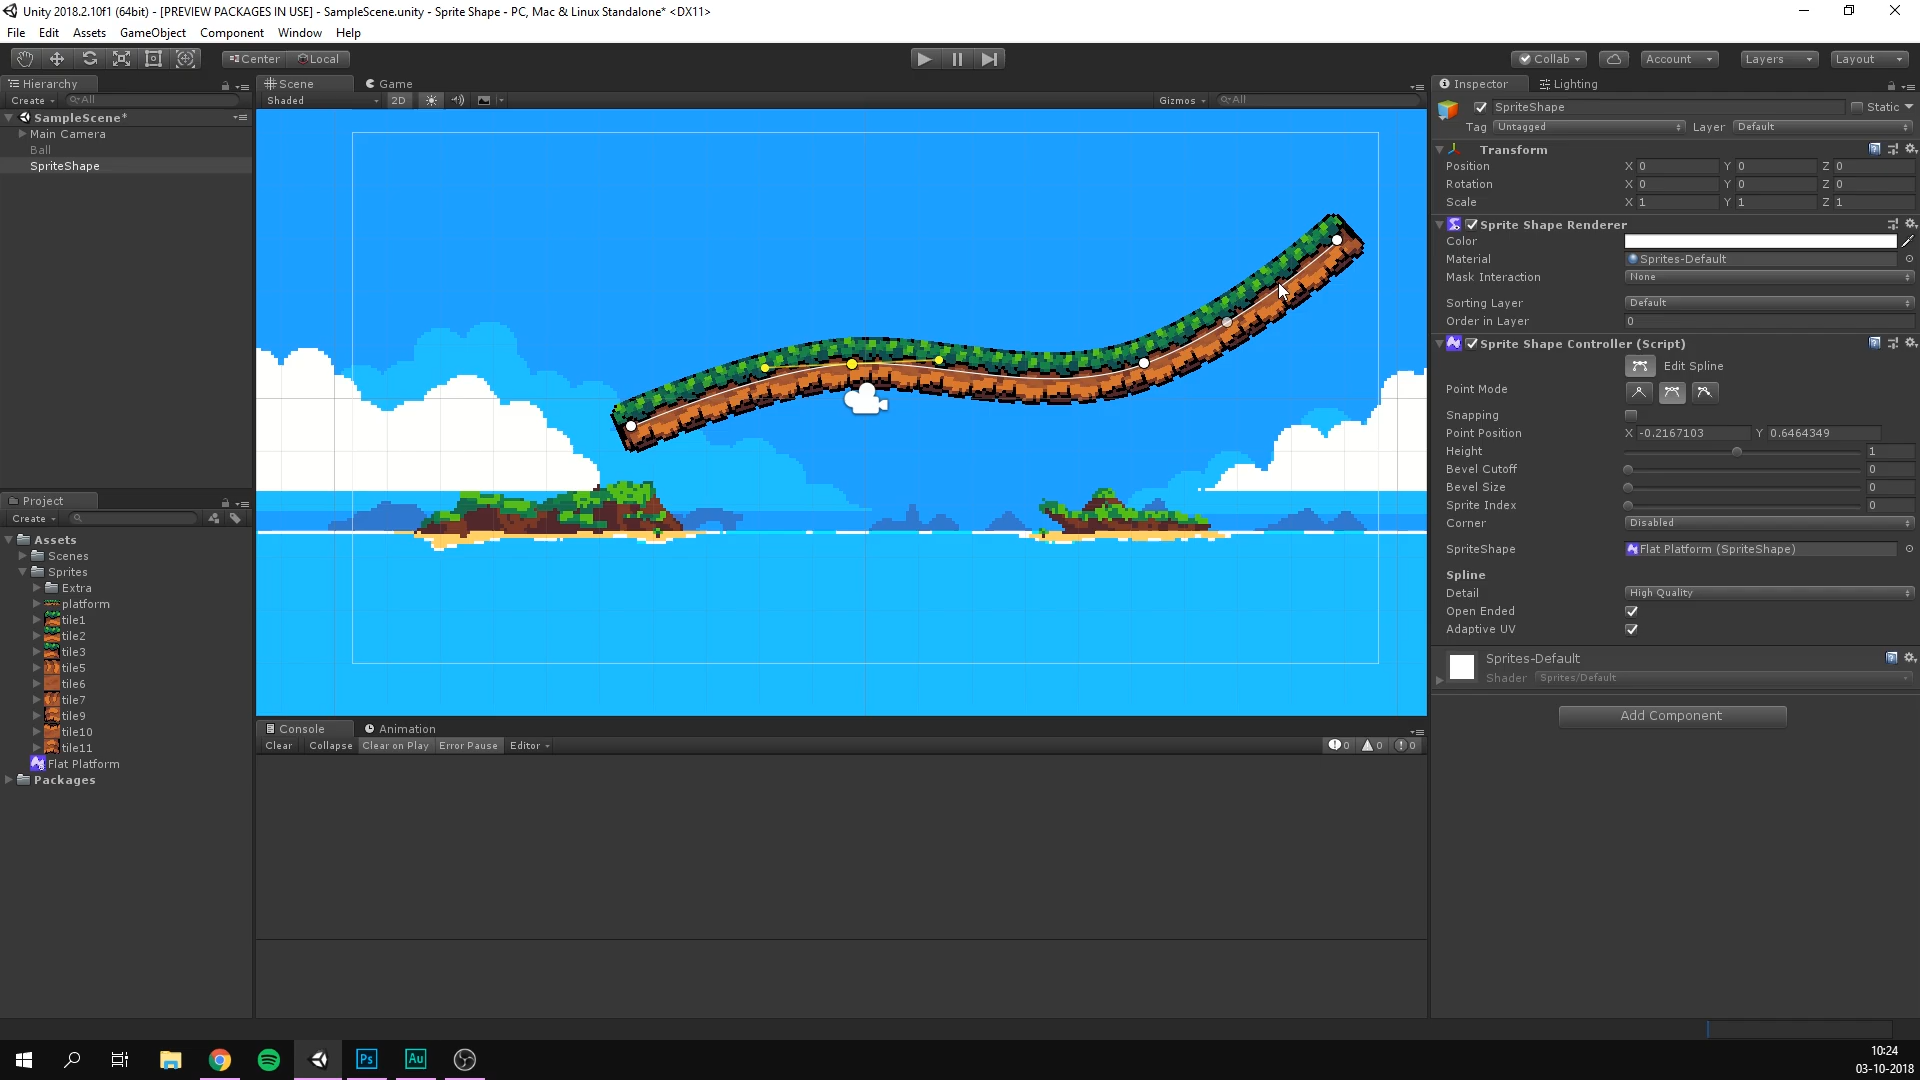 Unity 2018.2.10f1 (64bit) - [PREVIEW PACKAGES IN USE] - SampleScene.unity - Sprite Shape - PC, Mac & Linux Standalone* <DX11>
File Edit Assets GameObject Component Window Help
Center Local Collab Account Layers Layout
Hierarchy
Create All
SampleScene*
Main Camera
Ball
SpriteShape
Project
Create
Assets
Scenes
Sprites
Extra
platform
tile1
tile2
tile3
tile5
tile6
tile7
tile9
tile10
tile11
Flat Platform
Packages
Scene Game
Shaded 2D Gizmos All
Console Animation
Clear Collapse Clear on Play Error Pause Editor 0 0 0
Inspector Lighting
SpriteShape Static
Tag Untagged Layer Default
Transform
Position X 0 Y 0 Z 0
Rotation X 0 Y 0 Z 0
Scale X 1 Y 1 Z 1
Sprite Shape Renderer
Color
Material Sprites-Default
Mask Interaction None
Sorting Layer Default
Order in Layer 0
Sprite Shape Controller (Script)
Edit Spline
Point Mode
Snapping
Point Position X -0.2167103 Y 0.6464349
Height 1
Bevel Cutoff 0
Bevel Size 0
Sprite Index 0
Corner Disabled
SpriteShape Flat Platform (SpriteShape)
Spline
Detail High Quality
Open Ended
Adaptive UV
Sprites-Default
Shader Sprites/Default
Add Component
Ps Au
10:24
03-10-2018